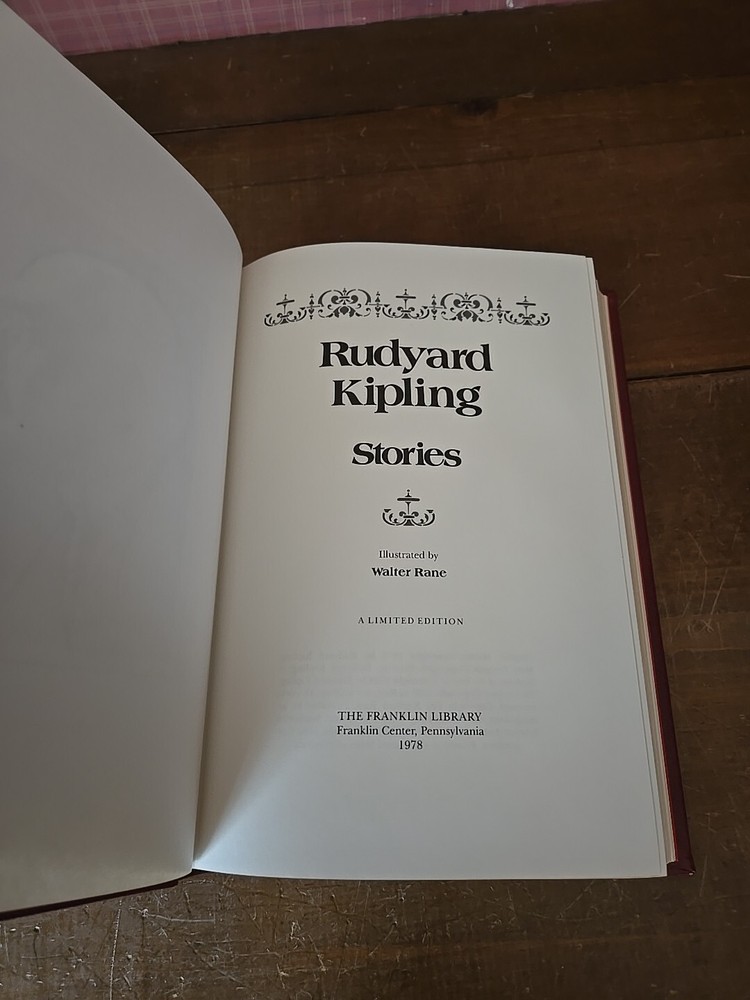 Rudyard
Kipling
Stories
Illustrated by
Walter Rane
A LIMITED EDITION
THE FRANKLIN LIBRARY
Franklin Center, Pennsylvania
1978